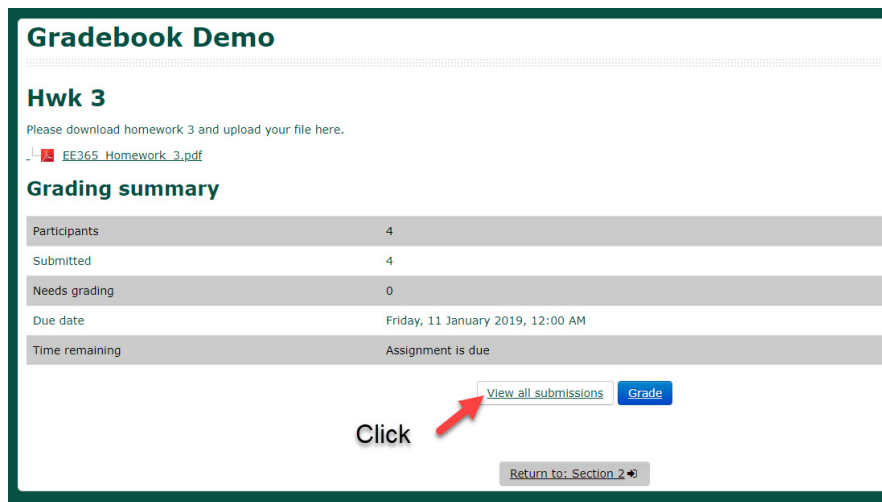 Gradebook Demo
Hwk 3
Please download homework 3 and upload your file here.
EE365_Homework_3.pdf
Grading summary
Participants 4
Submitted 4
Needs grading 0
Due date Friday, 11 January 2019, 12:00 AM
Time remaining Assignment is due
View all submissions Grade
Click
Return to: Section 2